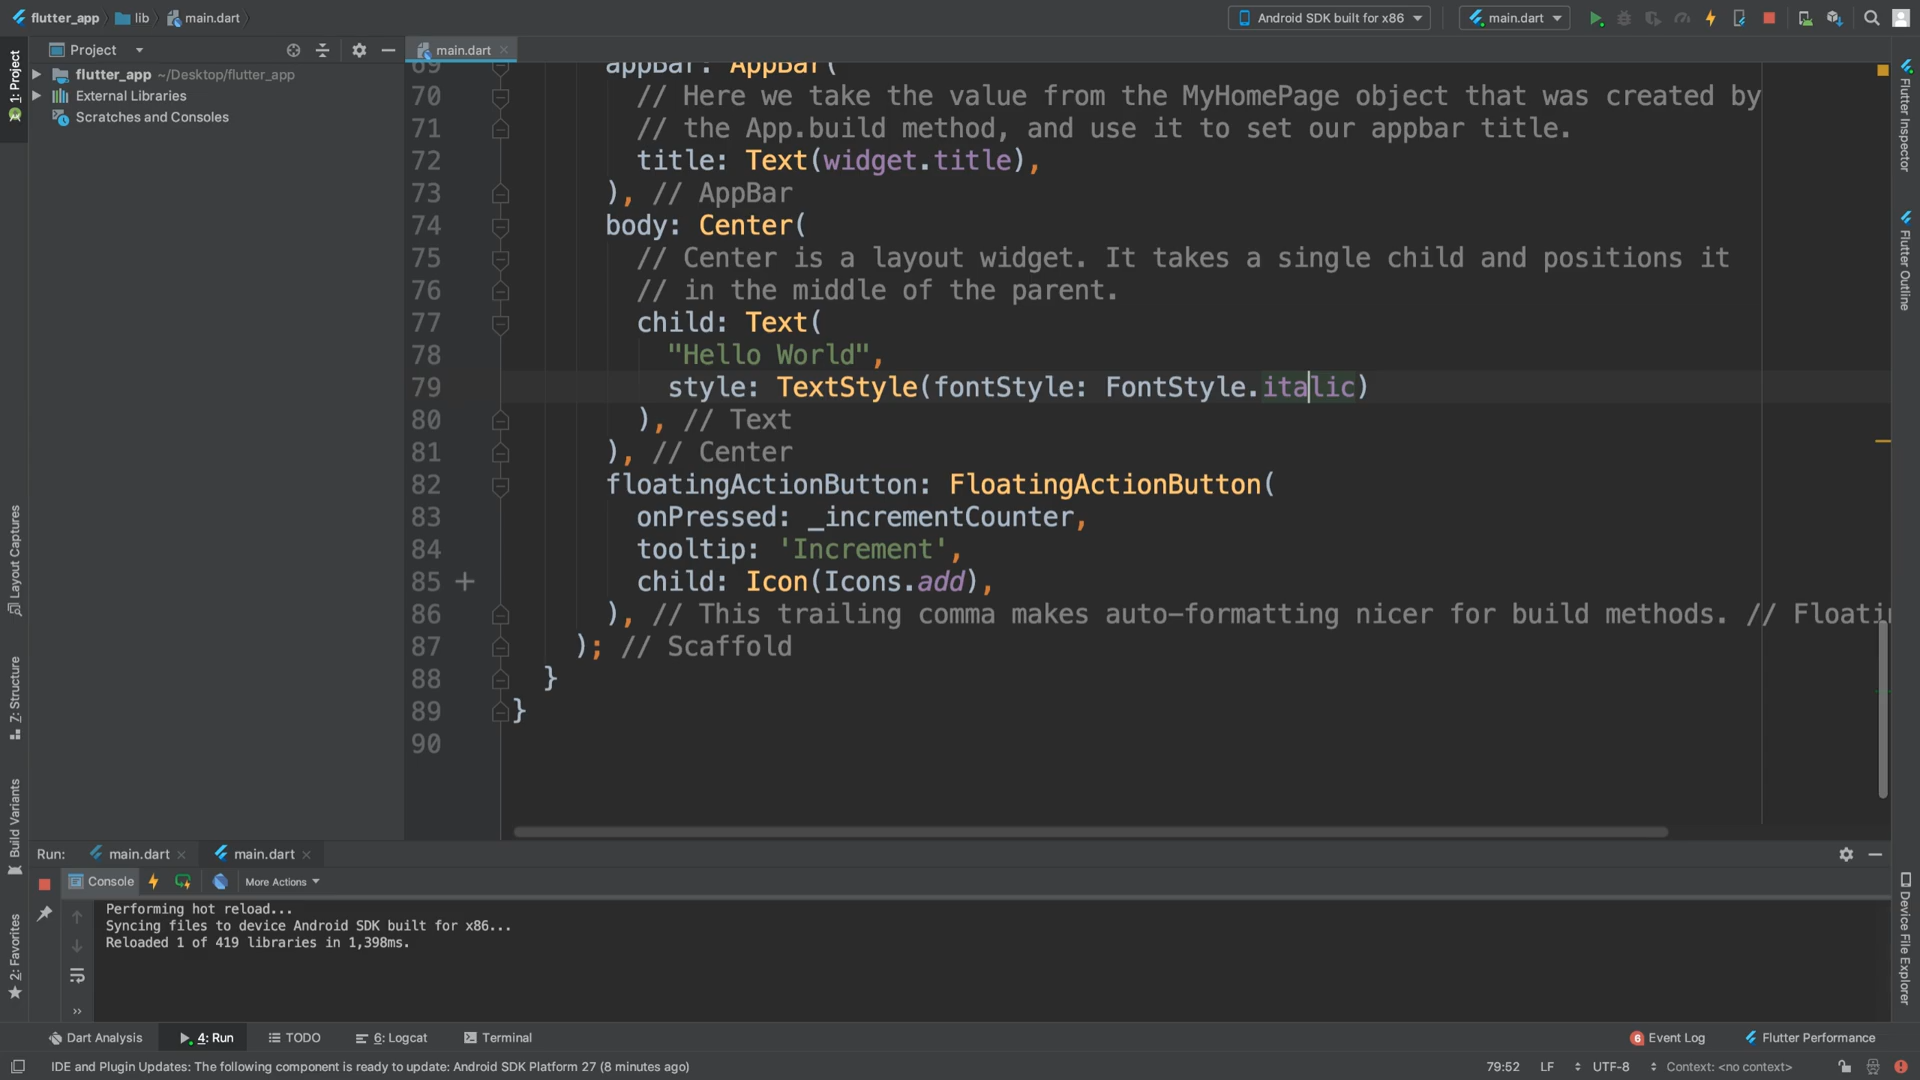 flutter_app lib main.dart Android SDK built for x86 main.dart
Project main.dart
flutter_app ~/Desktop/flutter_app
External Libraries
Scratches and Consoles
1: Project
Layout Captures
7: Structure
Build Variants
2: Favorites
69 appBar: AppBar(
70 // Here we take the value from the MyHomePage object that was created by
71 // the App.build method, and use it to set our appbar title.
72 title: Text(widget.title),
73 ), // AppBar
74 body: Center(
75 // Center is a layout widget. It takes a single child and positions it
76 // in the middle of the parent.
77 child: Text(
78 "Hello World",
79 style: TextStyle(fontStyle: FontStyle.italic)
80 ), // Text
81 ), // Center
82 floatingActionButton: FloatingActionButton(
83 onPressed: _incrementCounter,
84 tooltip: 'Increment',
85 + child: Icon(Icons.add),
86 ), // This trailing comma makes auto-formatting nicer for build methods. // Floati
87 ); // Scaffold
88 }
89 }
90
Flutter Inspector
Flutter Outline
Device File Explorer
Run: main.dart main.dart
Console More Actions
Performing hot reload...
Syncing files to device Android SDK built for x86...
Reloaded 1 of 419 libraries in 1,398ms.
Dart Analysis 4: Run TODO 6: Logcat Terminal 6 Event Log Flutter Performance
IDE and Plugin Updates: The following component is ready to update: Android SDK Platform 27 (8 minutes ago) 79:52 LF UTF-8 Context: <no context>